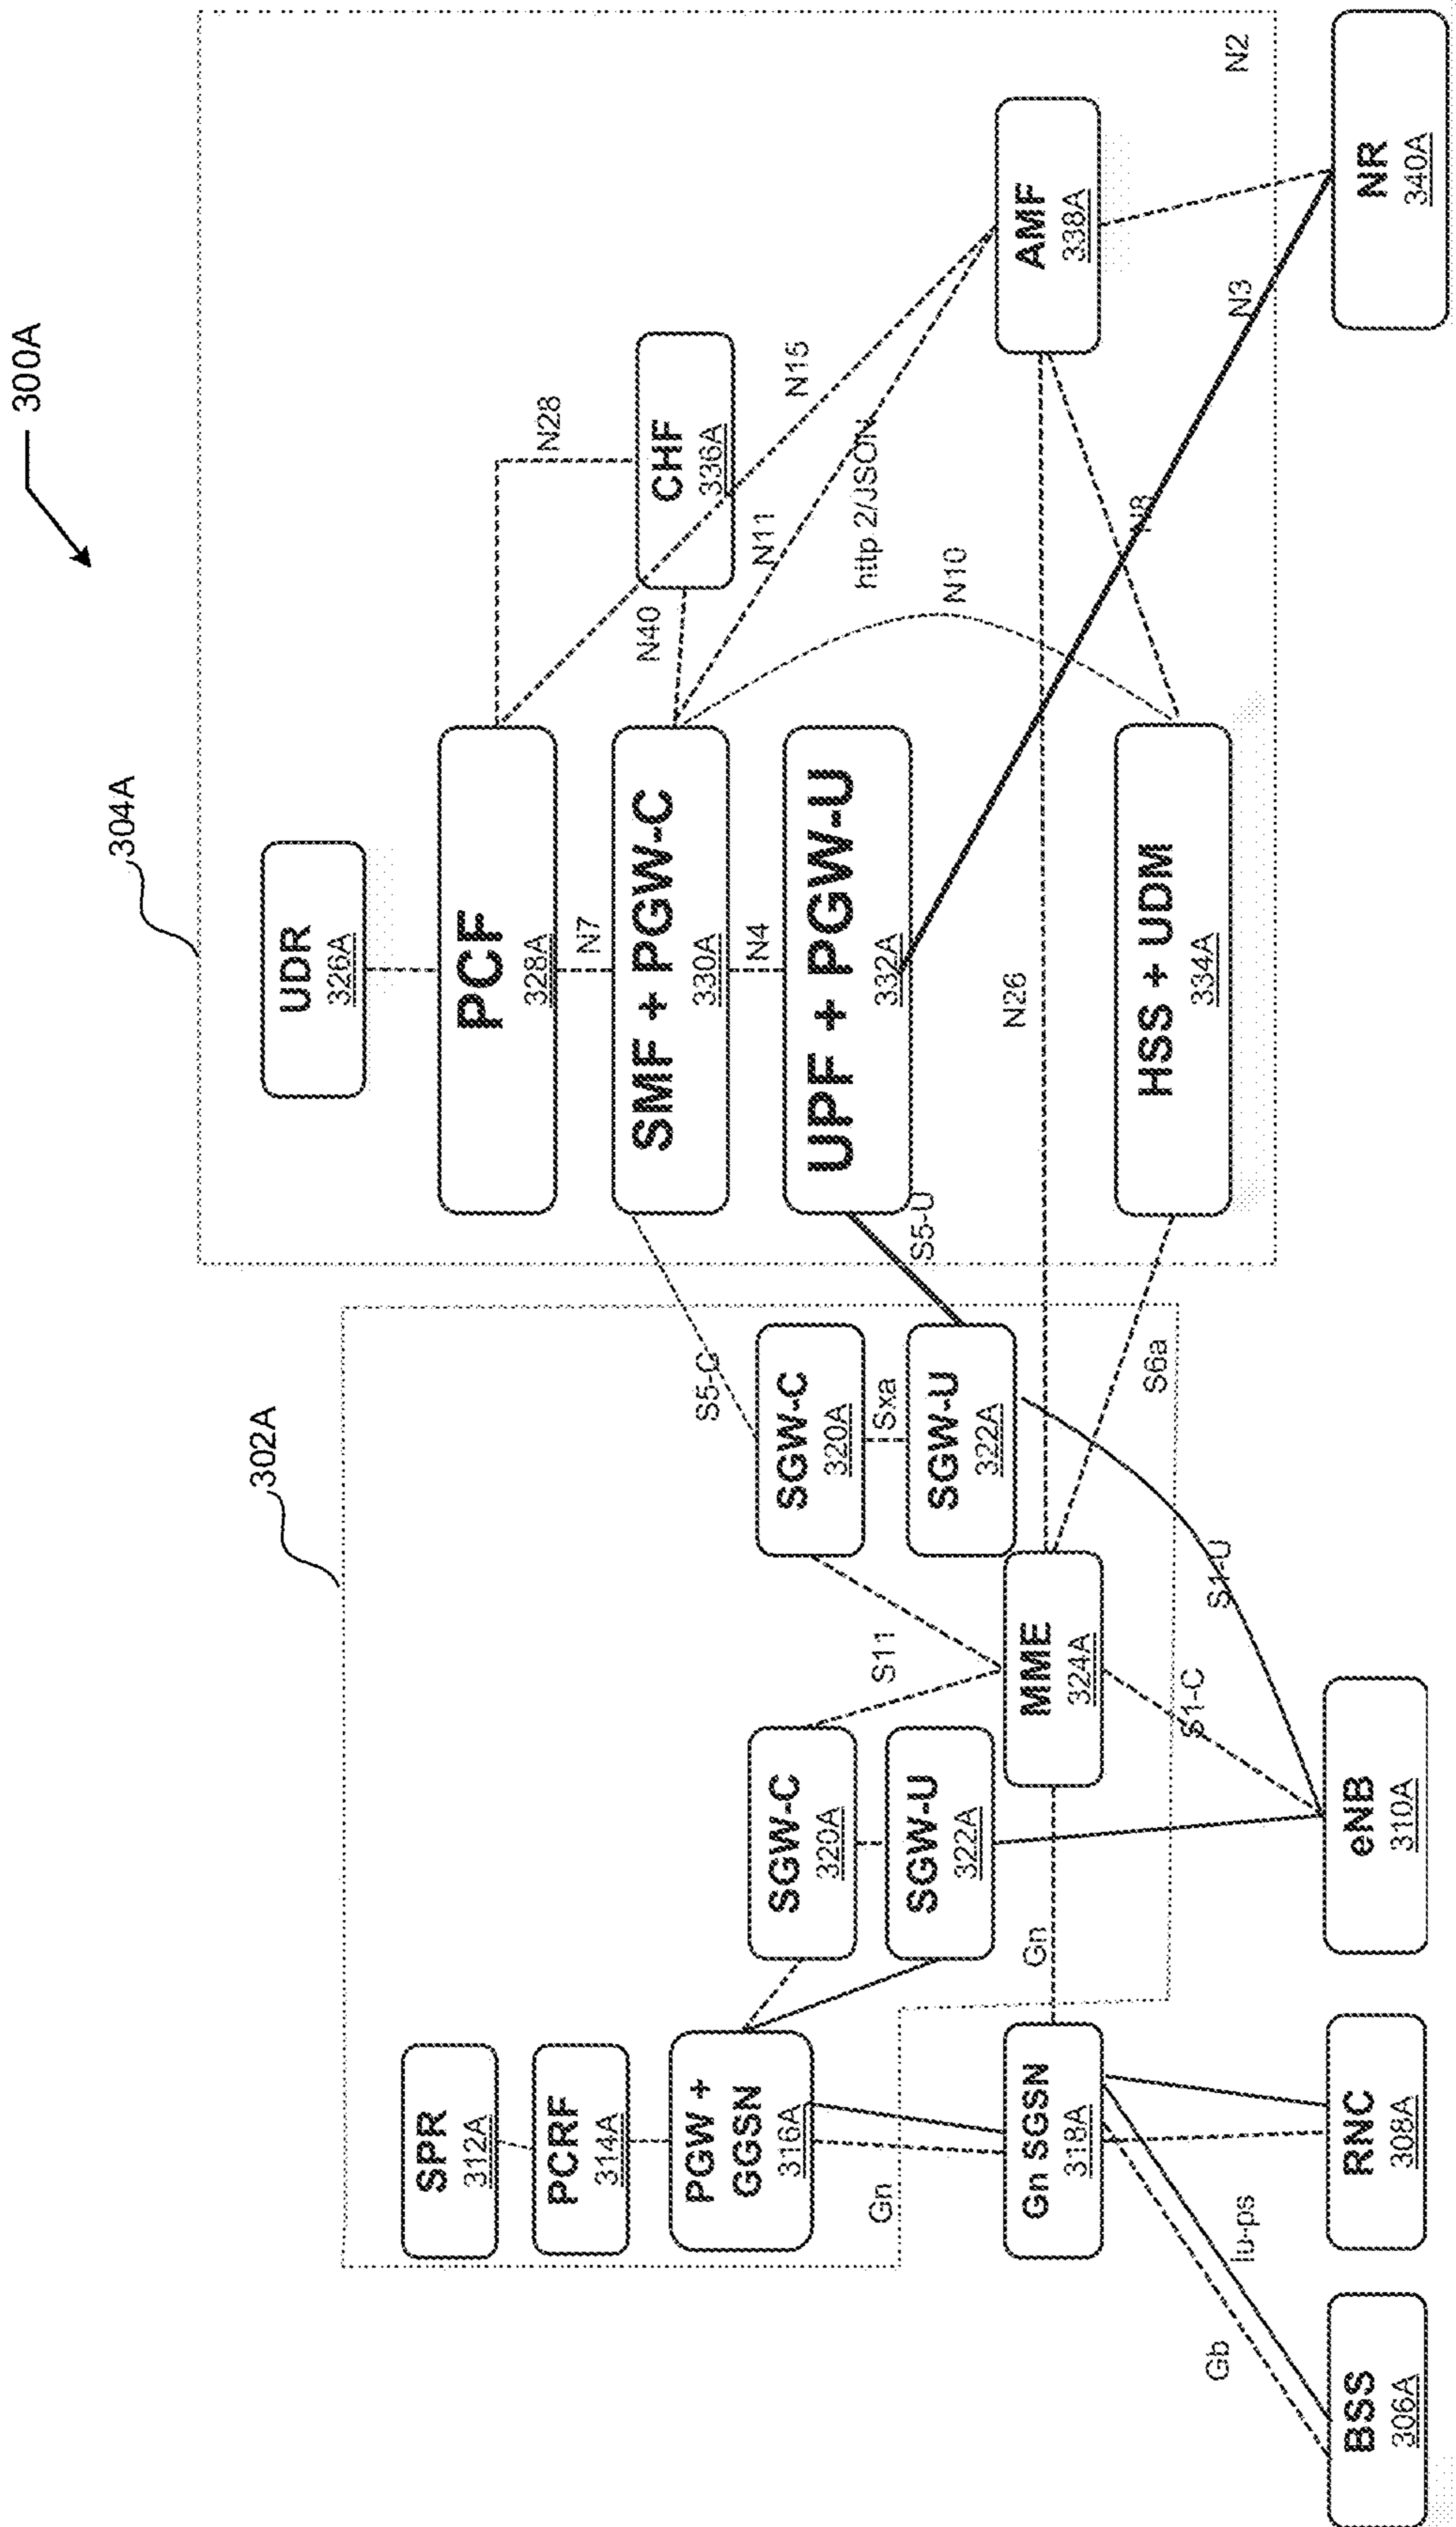 300A
304A
302A
UDR
326A
PCF
328A
N7
SMF + PGW-C
330A
N4
UPF + PGW-U
332A
HSS + UDM
334A
N28
CHF
336A
N40
N15
N11
http 2/JSON
N10
N8
N26
AMF
338A
N2
N3
NR
340A
S5-C
S5-U
SGW-C
320A
Sxa
SGW-U
322A
S6a
S11
MME
324A
S1-U
S1-C
SGW-C
320A
SGW-U
322A
SPR
312A
PCRF
314A
PGW +
GGSN
316A
Gn
Gn
Gn SGSN
318A
Gb
Iu-ps
BSS
306A
RNC
308A
eNB
310A